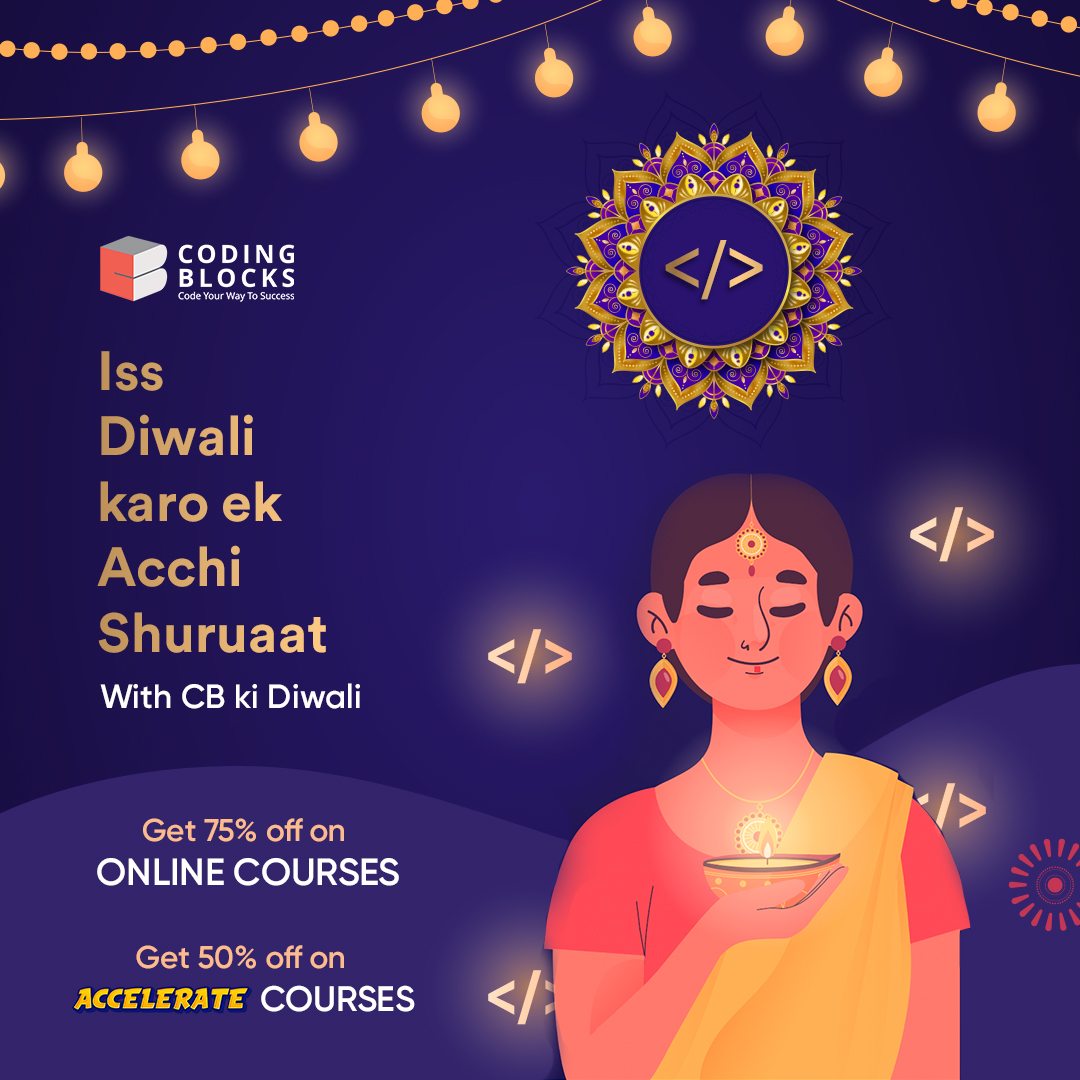 CODING
BLOCKS
Code Your Way To Success
</>
Iss
Diwali
karo ek
Acchi
Shuruaat
With CB ki Diwali
</>
</>
</>
Get 75% off on
ONLINE COURSES
Get 50% off on
ACCELERATE COURSES
</>